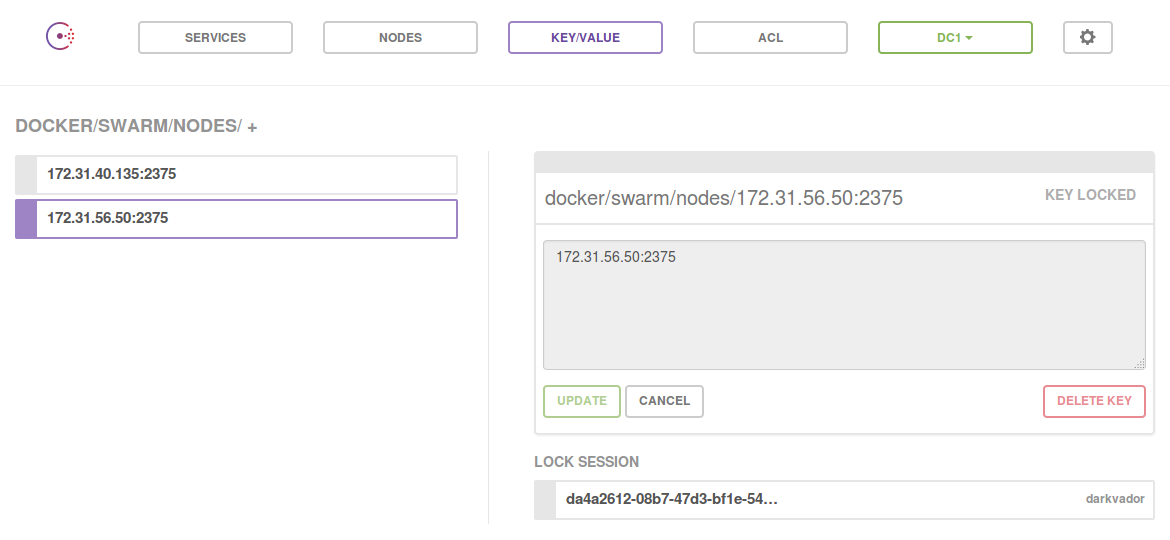 SERVICES NODES KEY/VALUE ACL DC1
DOCKER/SWARM/NODES/ +
172.31.40.135:2375
172.31.56.50:2375
docker/swarm/nodes/172.31.56.50:2375 KEY LOCKED
172.31.56.50:2375
UPDATE CANCEL DELETE KEY
LOCK SESSION
da4a2612-08b7-47d3-bf1e-54... darkvador